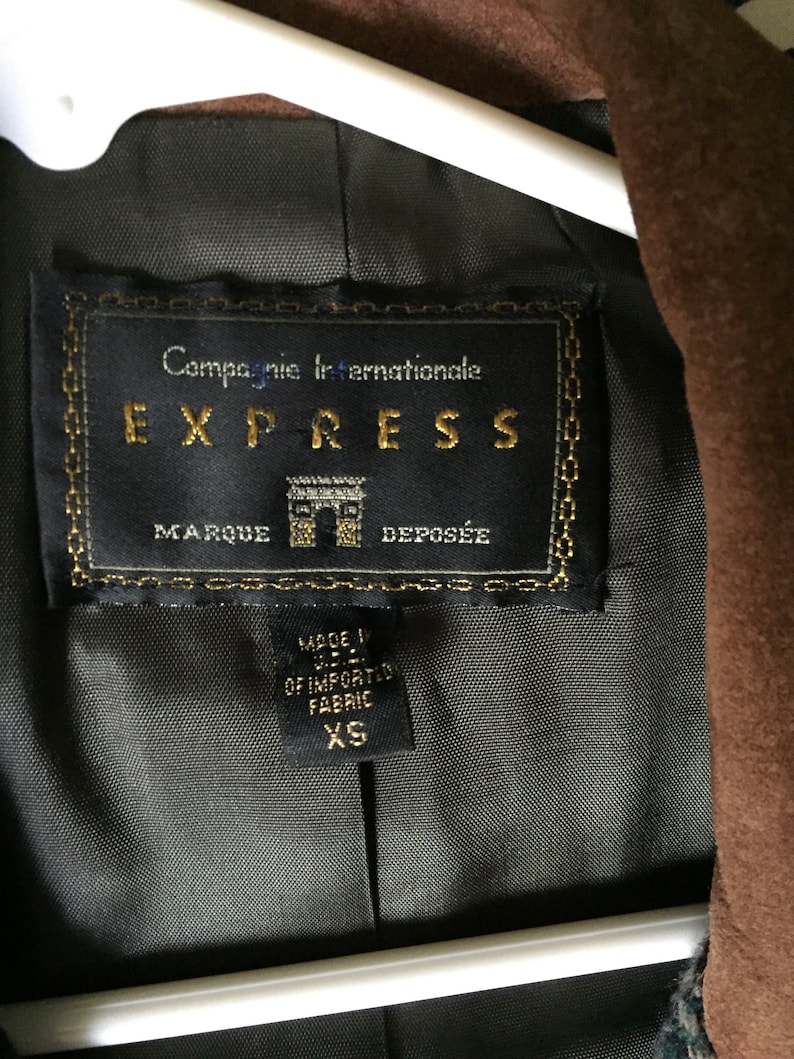 Compagnie Internationale
EXPRESS
MARQUE DEPOSÉE
MADE IN
U.S.A.
OF IMPORTED
FABRIC
XS